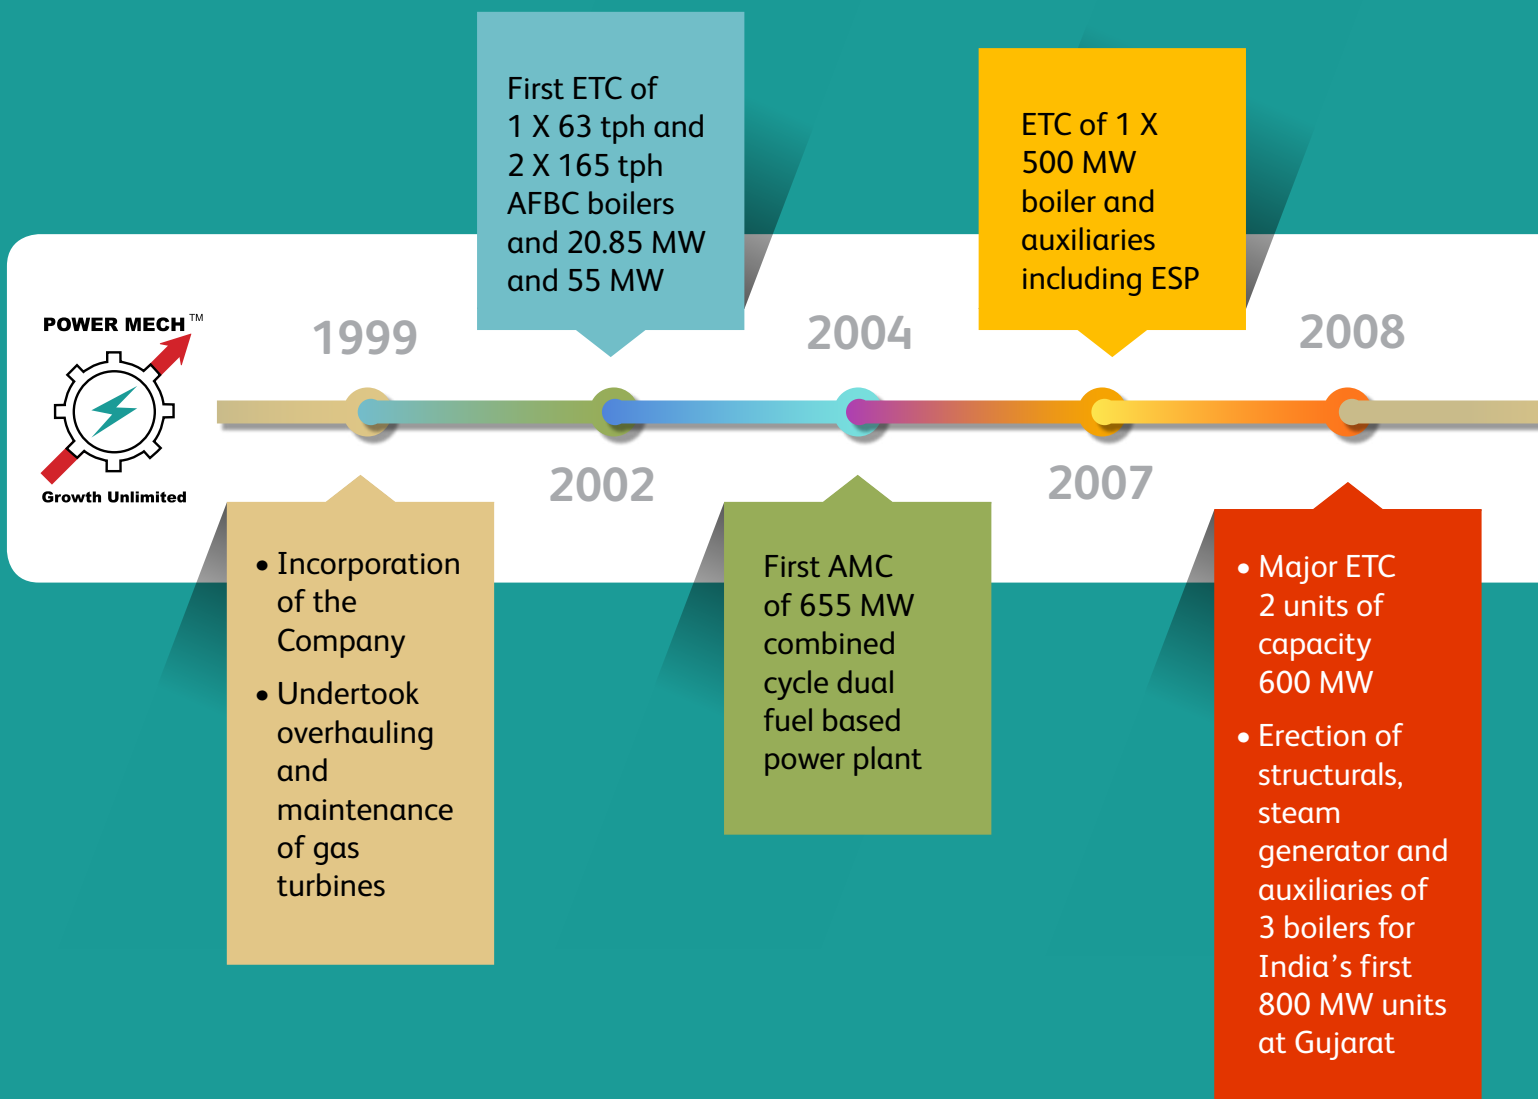 POWER MECH™
Growth Unlimited
1999
• Incorporation
of the
Company
• Undertook
overhauling
and
maintenance
of gas
turbines
First ETC of
1 X 63 tph and
2 X 165 tph
AFBC boilers
and 20.85 MW
and 55 MW
2002
2004
First AMC
of 655 MW
combined
cycle dual
fuel based
power plant
ETC of 1 X
500 MW
boiler and
auxiliaries
including ESP
2007
2008
• Major ETC
2 units of
capacity
600 MW
• Erection of
structurals,
steam
generator and
auxiliaries of
3 boilers for
India’s first
800 MW units
at Gujarat